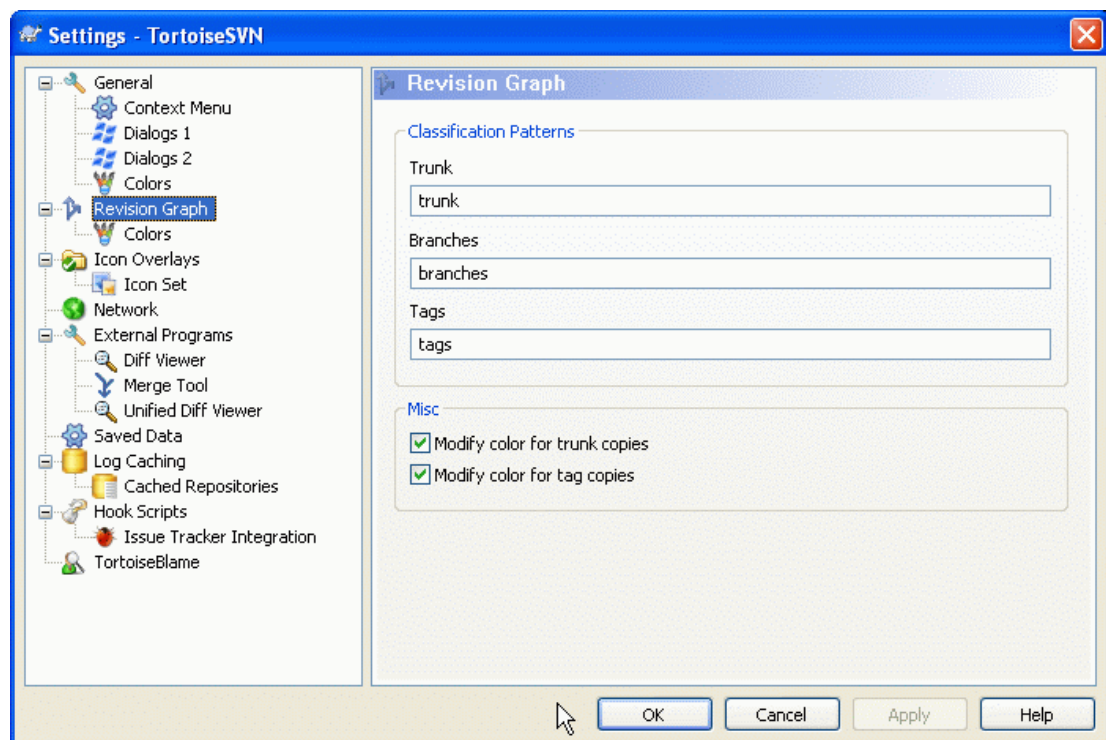 Settings - TortoiseSVN
General
Context Menu
Dialogs 1
Dialogs 2
Colors
Revision Graph
Colors
Icon Overlays
Icon Set
Network
External Programs
Diff Viewer
Merge Tool
Unified Diff Viewer
Saved Data
Log Caching
Cached Repositories
Hook Scripts
Issue Tracker Integration
TortoiseBlame
Revision Graph
Classification Patterns
Trunk
trunk
Branches
branches
Tags
tags
Misc
Modify color for trunk copies
Modify color for tag copies
OK Cancel Apply Help